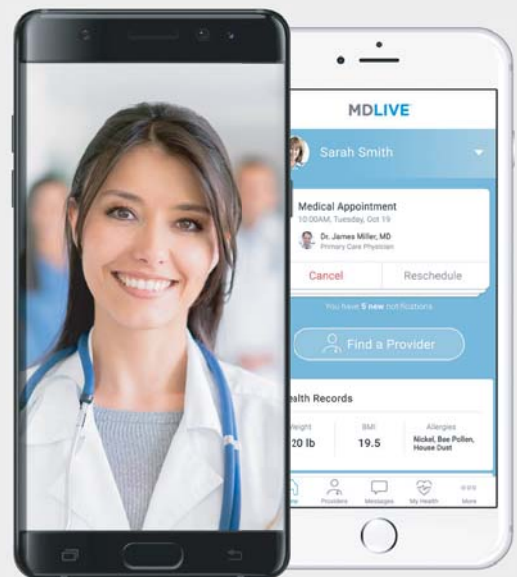 MDLIVE
Sarah Smith
Medical Appointment
10:00AM, Tuesday, Oct 19
Dr. James Miller, MD
Primary Care Physician
Cancel Reschedule
You have 5 new notifications
Find a Provider
ealth Records
eight BMI Allergies
20 lb 19.5 Nickel, Bee Pollen,
House Dust
Providers Messages My Health More